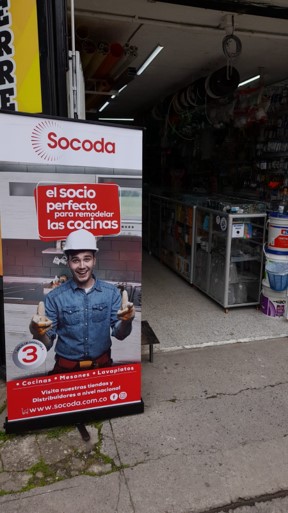 Socoda
el socio
perfecto
para remodelar
las cocinas
3
• Cocinas • Mesones • Lavaplatos
Visita nuestras tiendas y
Distribuidores a nivel nacional
www.socoda.com.co